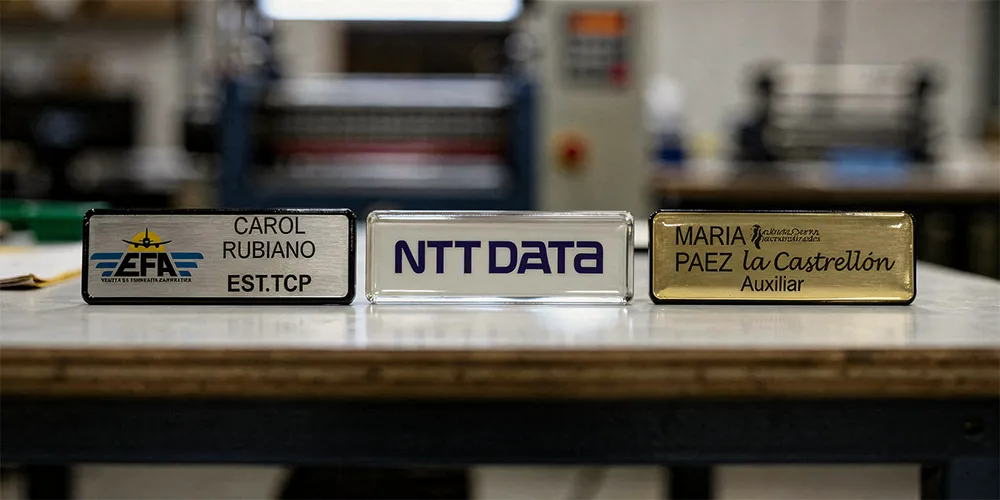 CAROL
RUBIANO
EFA
EST.TCP
NTT DATA
MARIA
PAEZ la Castrellón
Auxiliar